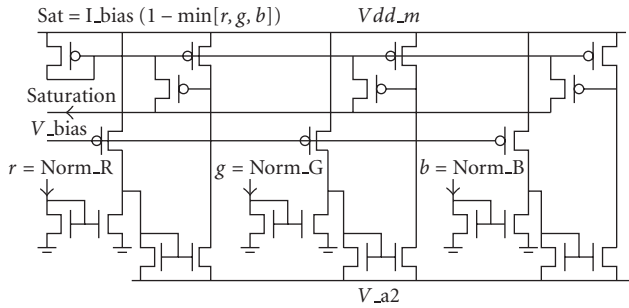 Sat = I_bias (1 − min[r, g, b])
Vdd_m
Saturation
V_bias
r = Norm_R
g = Norm_G
b = Norm_B
V_a2